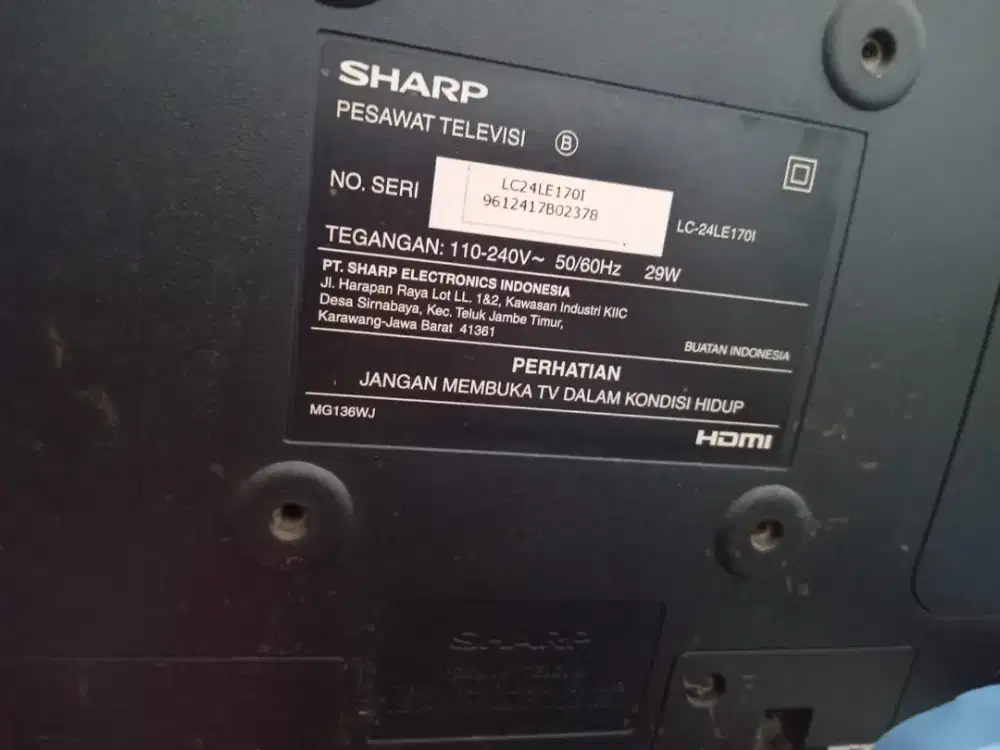 SHARP
PESAWAT TELEVISI B
NO. SERI
LC24LE170I
9612417B02378
LC-24LE170I
TEGANGAN: 110-240V~ 50/60Hz 29W
PT. SHARP ELECTRONICS INDONESIA
Jl. Harapan Raya Lot LL. 1&2, Kawasan Industri KIIC
Desa Sirnabaya, Kec. Teluk Jambe Timur,
Karawang-Jawa Barat 41361
BUATAN INDONESIA
PERHATIAN
JANGAN MEMBUKA TV DALAM KONDISI HIDUP
MG136WJ
HDMI
SHARP